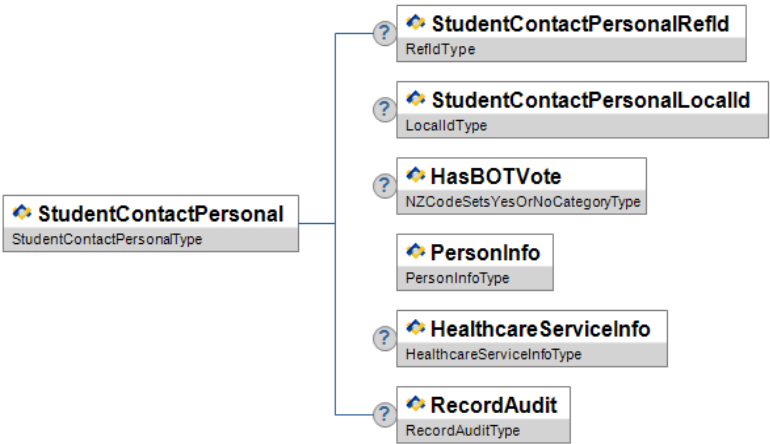 StudentContactPersonal
StudentContactPersonalType
?
StudentContactPersonalRefId
RefIdType
?
StudentContactPersonalLocalId
LocalIdType
?
HasBOTVote
NZCodeSetsYesOrNoCategoryType
PersonInfo
PersonInfoType
?
HealthcareServiceInfo
HealthcareServiceInfoType
?
RecordAudit
RecordAuditType